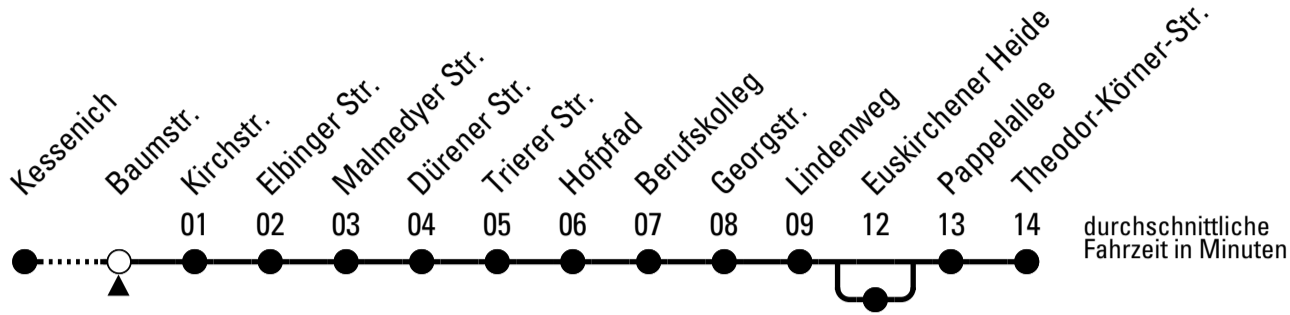 Kessenich
Baumstr.
Kirchstr.
Elbinger Str.
Malmedyer Str.
Dürener Str.
Trierer Str.
Hofpfad
Berufskolleg
Georgstr.
Lindenweg
Euskirchener Heide
Pappelallee
Theodor-Körner-Str.
01 02 03 04 05 06 07 08 09 12 13 14
durchschnittliche
Fahrzeit in Minuten